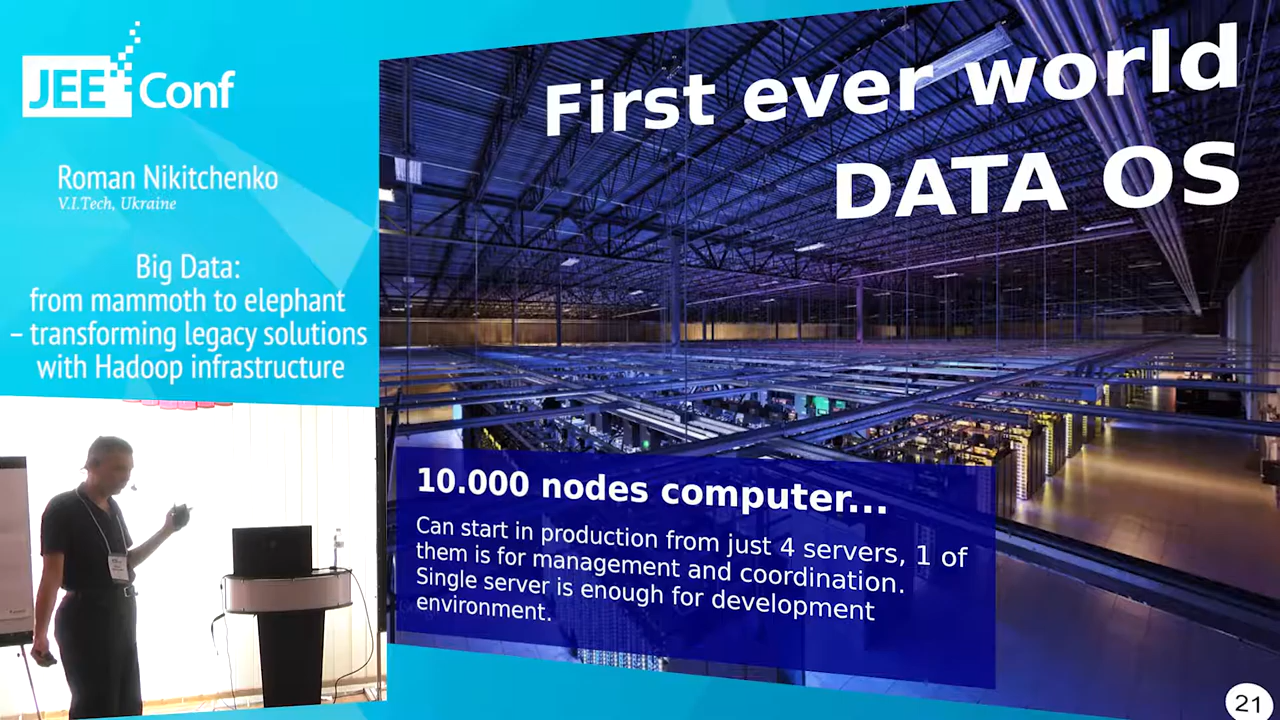 JEE Conf
Roman Nikitchenko
V.I.Tech, Ukraine
Big Data:
from mammoth to elephant
– transforming legacy solutions
with Hadoop infrastructure
First ever world
DATA OS
10.000 nodes computer...
Can start in production from just 4 servers, 1 of
them is for management and coordination.
Single server is enough for development
environment.
21